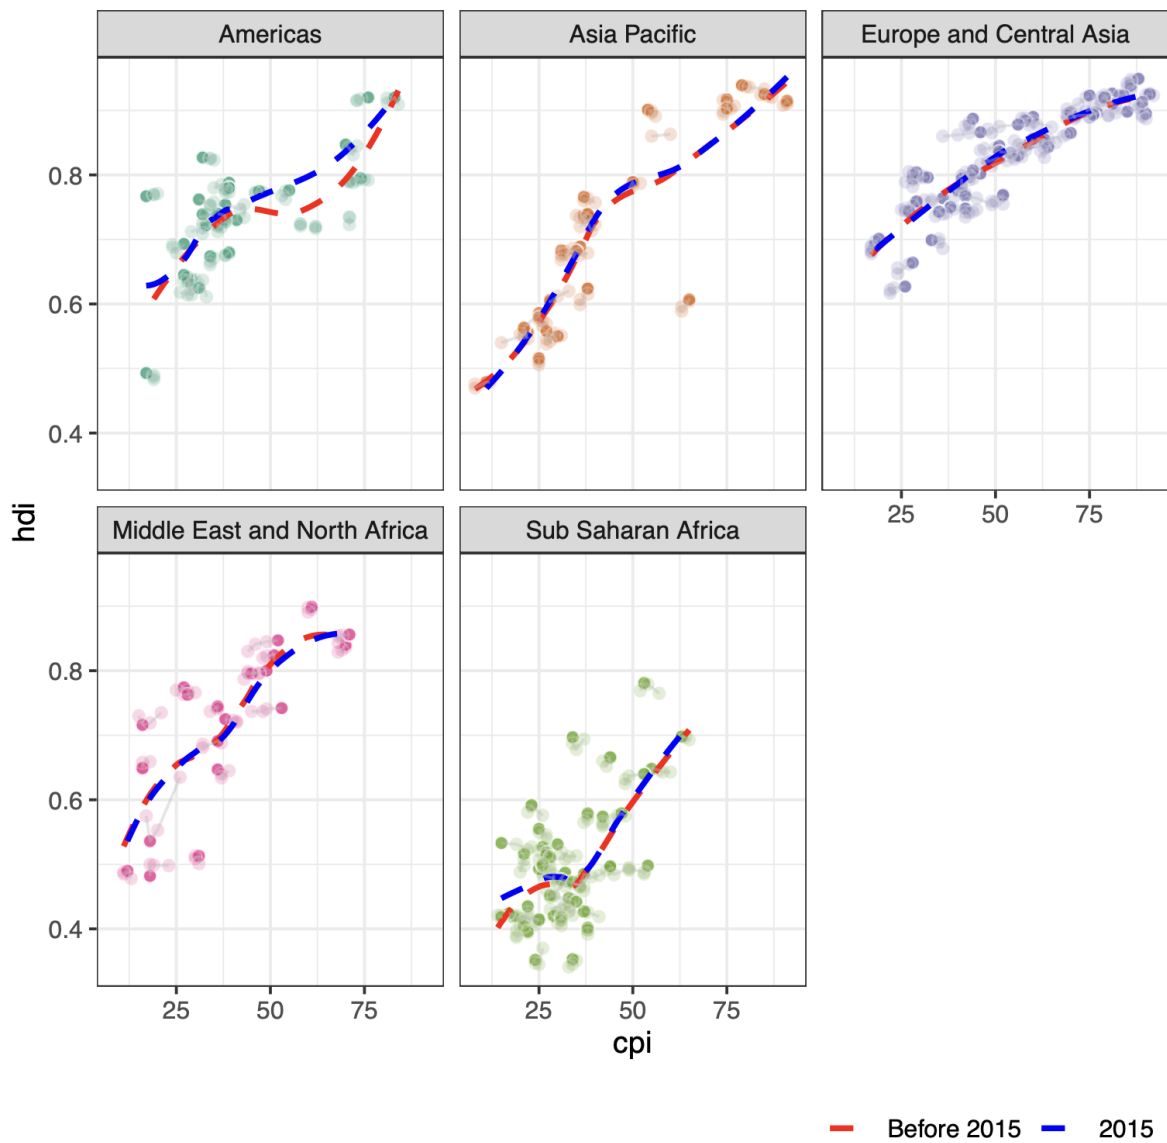 Americas
Asia Pacific
Europe and Central Asia
0.8
0.6
0.4
25 50 75
hdi
Middle East and North Africa
Sub Saharan Africa
0.8
0.6
0.4
25 50 75
25 50 75
cpi
Before 2015
2015